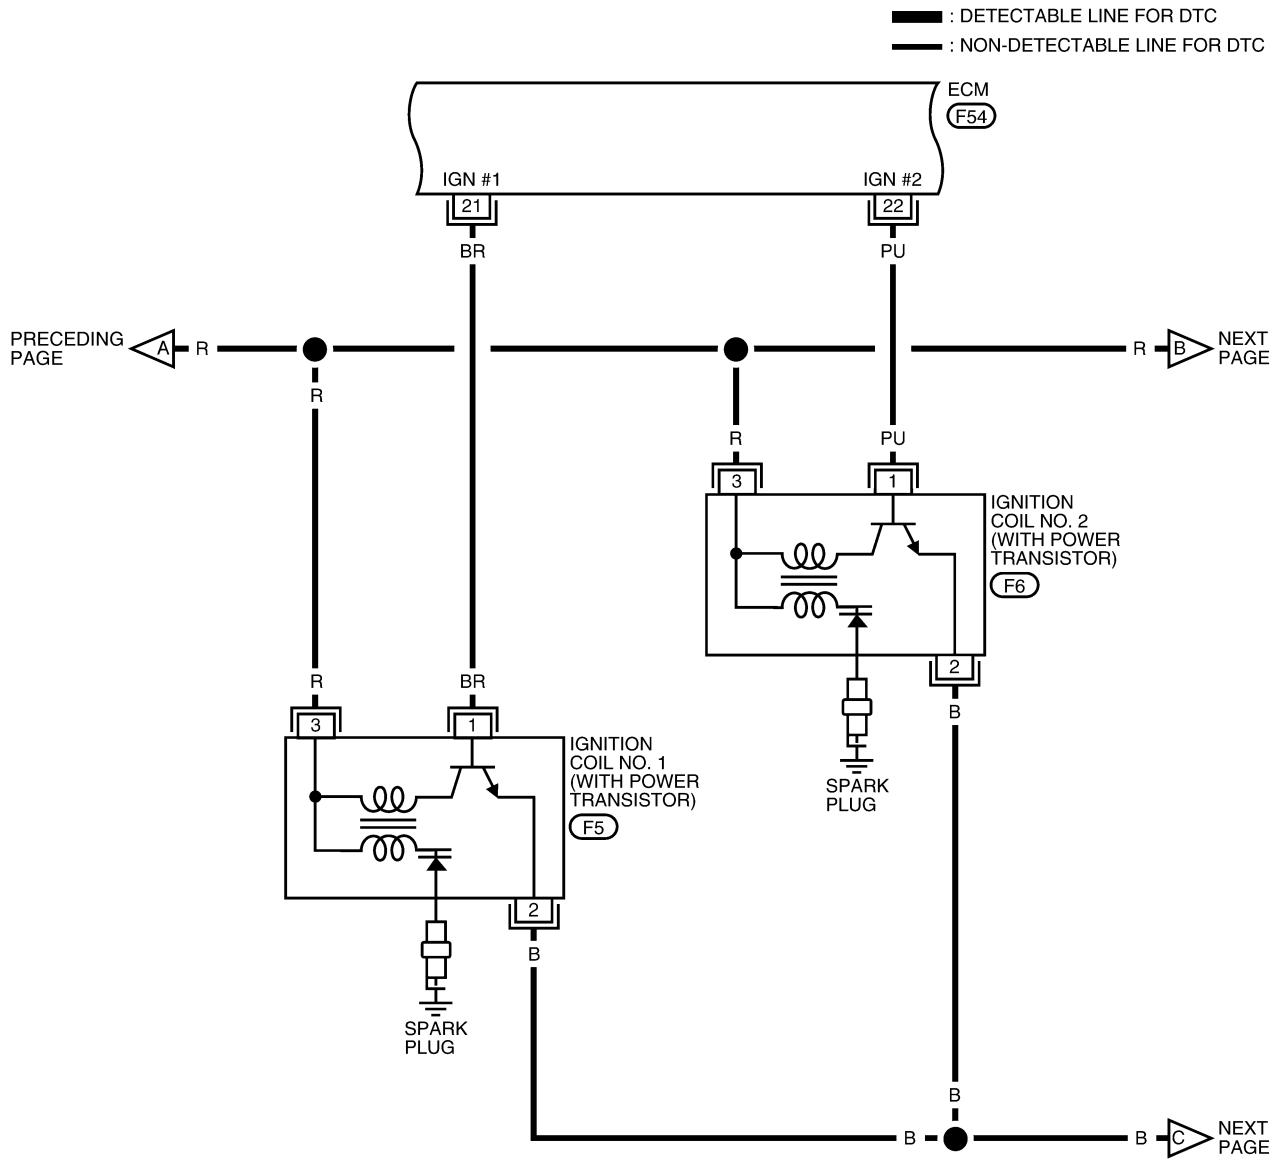 : DETECTABLE LINE FOR DTC
: NON-DETECTABLE LINE FOR DTC
ECM
F54
IGN #1
IGN #2
21
22
BR
PU
PRECEDING
PAGE
A
R
R
B
NEXT
PAGE
R
R
PU
3
1
IGNITION
COIL NO. 2
(WITH POWER
TRANSISTOR)
F6
2
B
SPARK
PLUG
R
BR
3
1
IGNITION
COIL NO. 1
(WITH POWER
TRANSISTOR)
F5
2
B
SPARK
PLUG
B
B
B
C
NEXT
PAGE